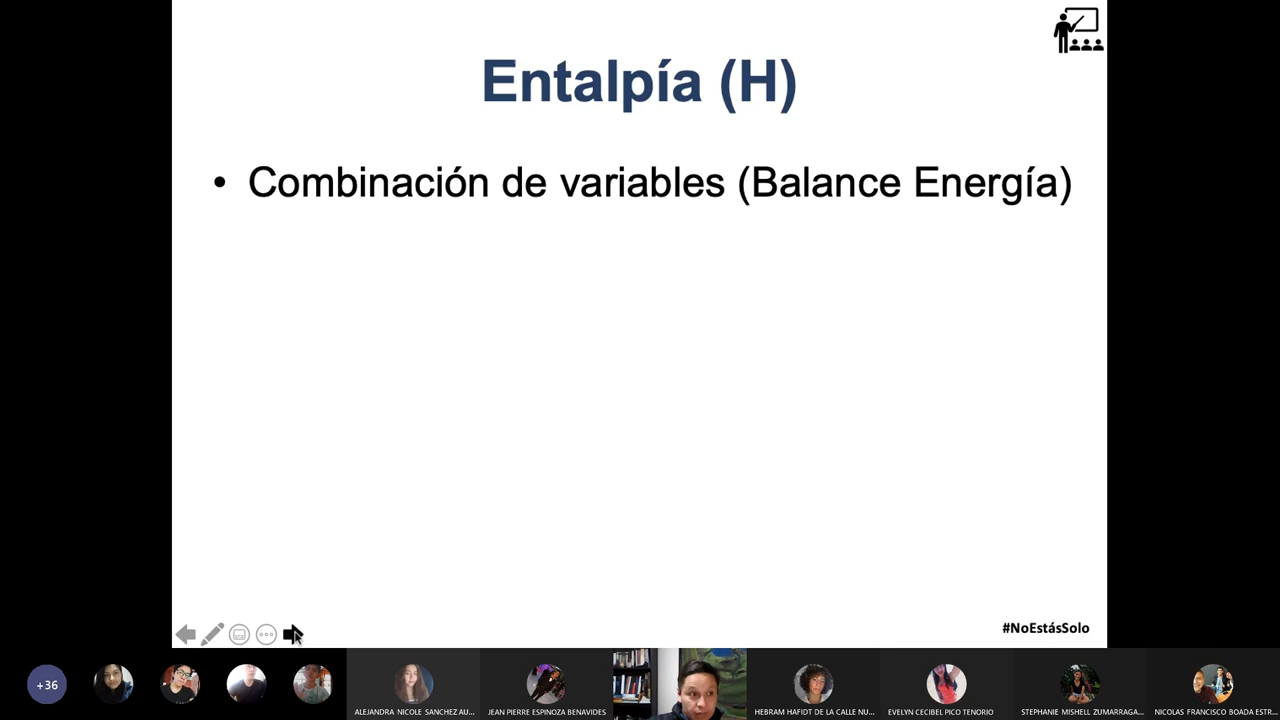 Entalpía (H)
• Combinación de variables (Balance Energía)
#NoEstásSolo
+36
ALEJANDRA NICOLE SANCHEZ AU...
JEAN PIERRE ESPINOZA BENAVIDES
HEBRAM HAFIDT DE LA CALLE NU...
EVELYN CECIBEL PICO TENORIO
STEPHANIE MISHELL ZUMARRAGA...
NICOLAS FRANCISCO BOADA ESTR...